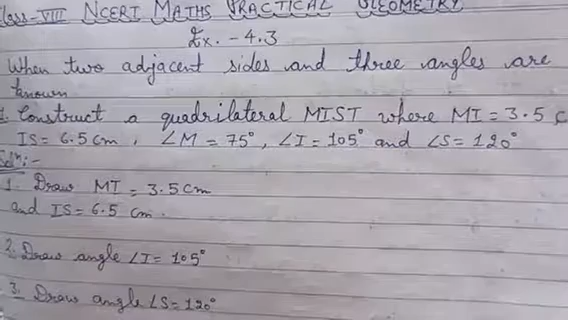 Class-VIII NCERT MATHS PRACTICAL GEOMETRY
Ex. - 4.3
When two adjacent sides and three angles are
known
1. Construct a quadrilateral MIST where MI = 3.5 c
IS = 6.5 cm, ∠M = 75°, ∠I = 105° and ∠S = 120°
Solⁿ:-
1. Draw MI = 3.5 cm
and IS = 6.5 cm.
2. Draw angle ∠I = 105°
3. Draw angle ∠S = 120°